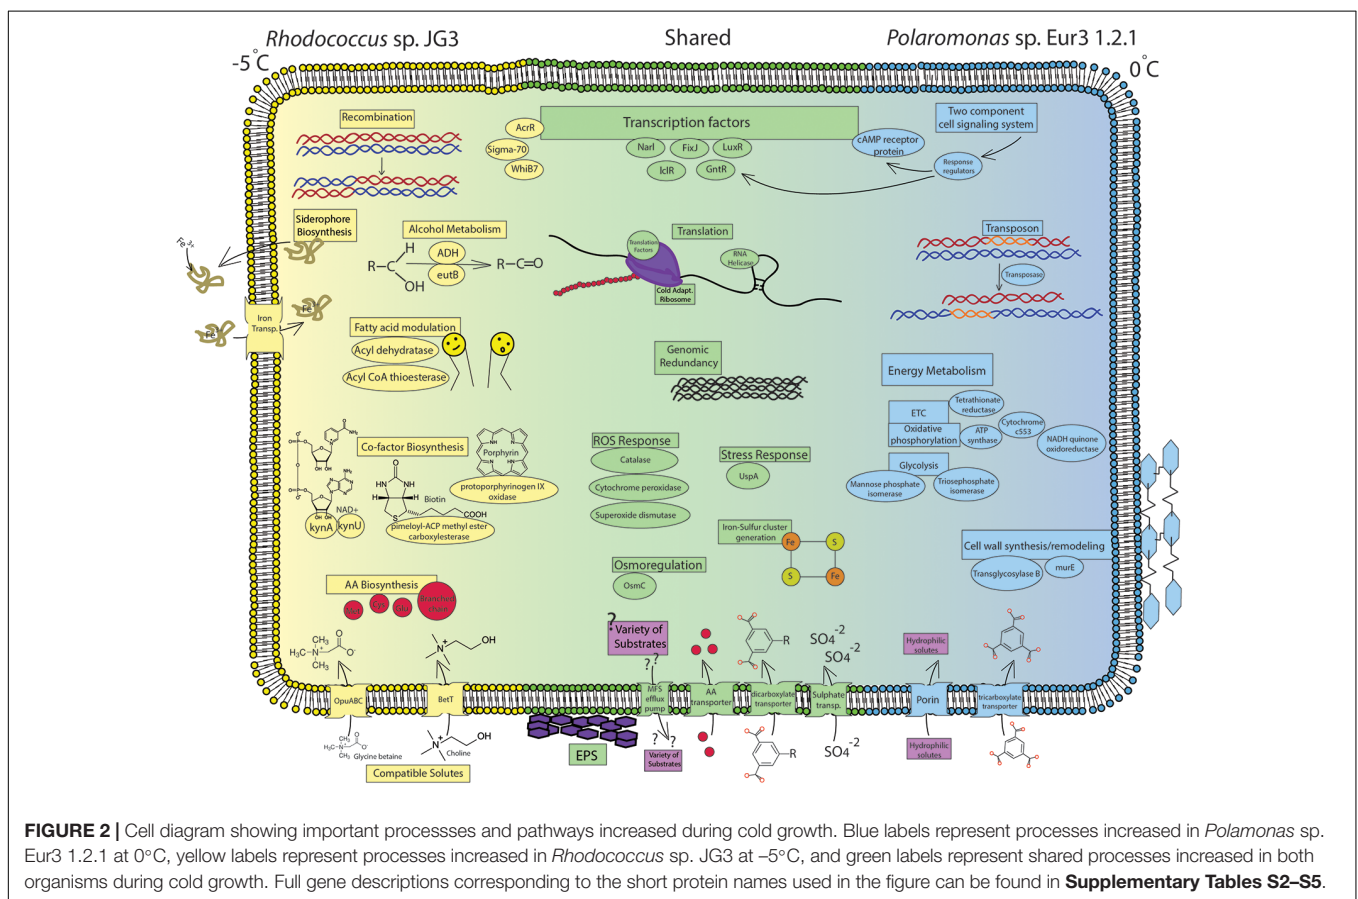 Rhododcoccus sp. JG3
Shared
Polaromonas sp. Eur3 1.2.1
-5°C
0°C
Recombination
AcrR
Sigma-70
WhiB7
Transcription factors
NarI
FixJ
LuxR
IclR
GntR
cAMP receptor
protein
Two component
cell signaling system
Response
regulators
Siderophore
Biosynthesis
Fe
Iron
Transp.
Fe
Fe
Alcohol Metabolism
H
R-C
OH
ADH
eutB
R-C=O
Translation
Translation
Factors
RNA
Helicase
Cold Adapt.
Ribosome
Transposon
Transposase
Fatty acid modulation
Acyl dehydratase
Acyl CoA thioesterase
Genomic
Redundancy
Energy Metabolism
ETC
Tetrathionate
reductase
Oxidative
phosphorylation
ATP
synthase
Cytochrome
c553
NADH quinone
oxidoreductase
Glycolysis
Mannose phosphate
isomerase
Triosephosphate
isomerase
Co-factor Biosynthesis
NAD+
kynA
kynU
Biotin
COOH
pimeloyl-ACP methyl ester
carboxylesterase
Porphyrin
protoporphyrinogen IX
oxidase
ROS Response
Catalase
Cytochrome peroxidase
Superoxide dismutase
Stress Response
UspA
Iron-Sulfur cluster
generation
Fe
S
S
Fe
Osmoregulation
OsmC
Cell wall synthesis/remodeling
Transglycosylase B
murE
AA Biosynthesis
Cys
Glu
?
Variety of
Substrates
? ?
R
SO4-2
SO4-2
Hydrophilic
solutes
H3C
CH3
CH3
N+
O
O-
N+
OH
OpuABC
BetT
MFS
efflux
pump
AA
transporter
dicarboxylate
transporter
Sulphate
transp.
Porin
tricarboxylate
transporter
Glycine betaine
Choline
N+
OH
Compatible Solutes
EPS
? ?
Variety of
Substrates
R
SO4-2
Hydrophilic
solutes
FIGURE 2 | Cell diagram showing important processses and pathways increased during cold growth. Blue labels represent processes increased in Polamonas sp.
Eur3 1.2.1 at 0°C, yellow labels represent processes increased in Rhodococcus sp. JG3 at –5°C, and green labels represent shared processes increased in both
organisms during cold growth. Full gene descriptions corresponding to the short protein names used in the figure can be found in Supplementary Tables S2–S5.